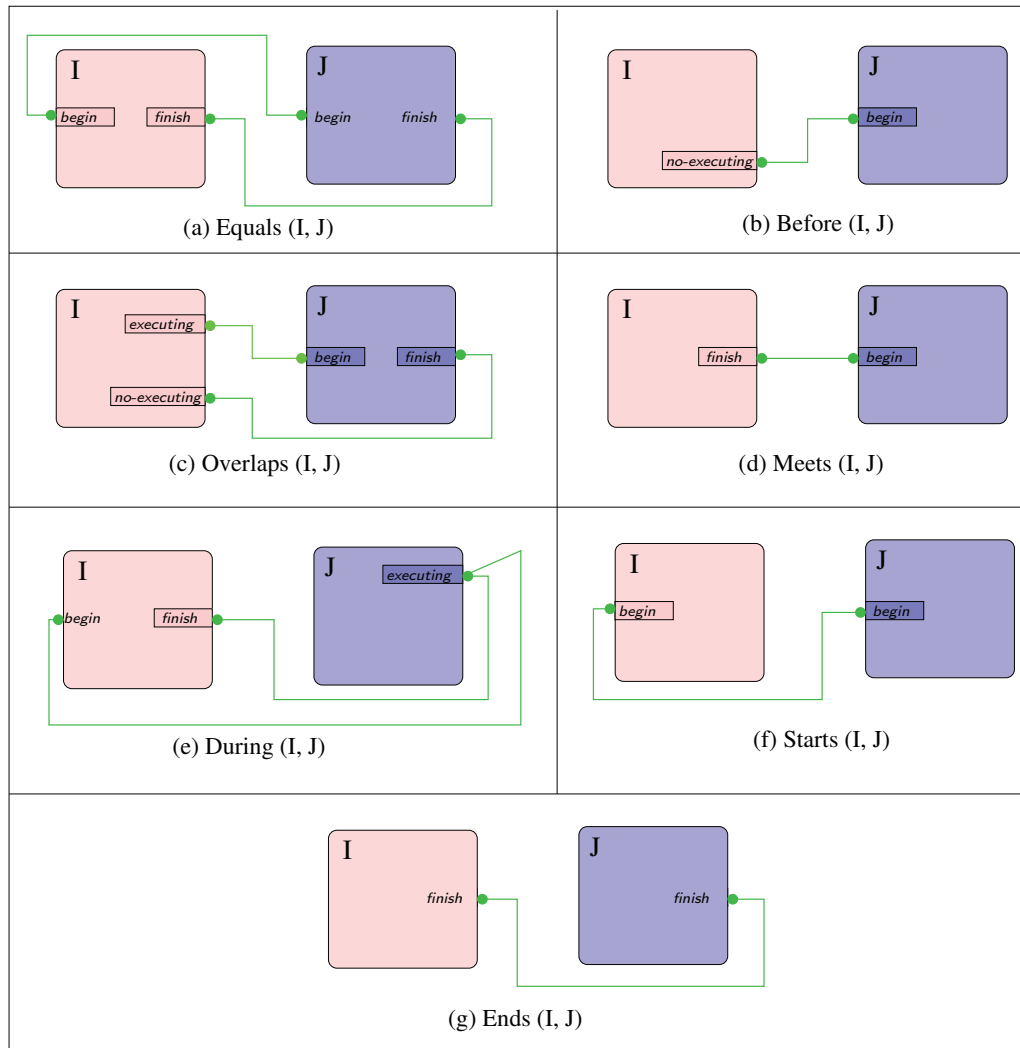 I
J
begin
finish
begin
finish
(a) Equals (I, J)
I
J
begin
no-executing
(b) Before (I, J)
I
J
executing
begin
finish
no-executing
(c) Overlaps (I, J)
I
J
finish
begin
(d) Meets (I, J)
I
J
executing
begin
finish
(e) During (I, J)
I
J
begin
begin
(f) Starts (I, J)
I
J
finish
finish
(g) Ends (I, J)